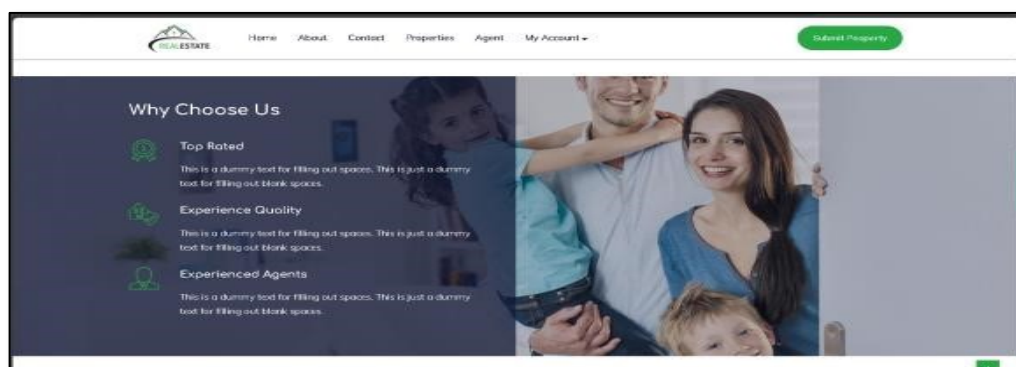 REALESTATE
Home About Contact Properties Agent My Account
Submit Property
Why Choose Us
Top Rated
This is a dummy text for filling out spaces. This is just a dummy
text for filling out blank spaces.
Experience Quality
This is a dummy text for filling out spaces. This is just a dummy
text for filling out blank spaces.
Experienced Agents
This is a dummy text for filling out spaces. This is just a dummy
text for filling out blank spaces.